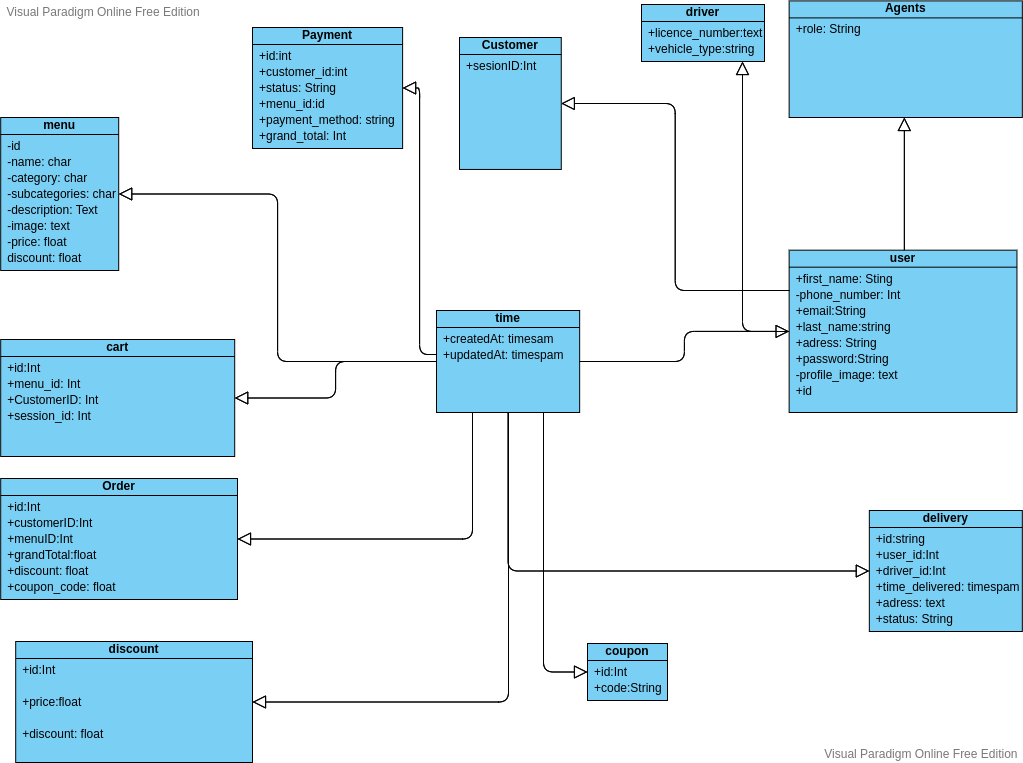 Visual Paradigm Online Free Edition
Payment
+id:int
+customer_id:int
+status: String
+menu_id:id
+payment_method: string
+grand_total: Int
Customer
+sesionID:Int
driver
+licence_number:text
+vehicle_type:string
Agents
+role: String
menu
-id
-name: char
-category: char
-subcategories: char
-description: Text
-image: text
-price: float
discount: float
user
+first_name: Sting
-phone_number: Int
+email:String
+last_name:string
+adress: String
+password:String
-profile_image: text
+id
time
+createdAt: timesam
+updatedAt: timespam
cart
+id:Int
+menu_id: Int
+CustomerID: Int
+session_id: Int
Order
+id:Int
+customerID:Int
+menuID:Int
+grandTotal:float
+discount: float
+coupon_code: float
delivery
+id:string
+user_id:Int
+driver_id:Int
+time_delivered: timespam
+adress: text
+status: String
discount
+id:Int
+price:float
+discount: float
coupon
+id:Int
+code:String
Visual Paradigm Online Free Edition